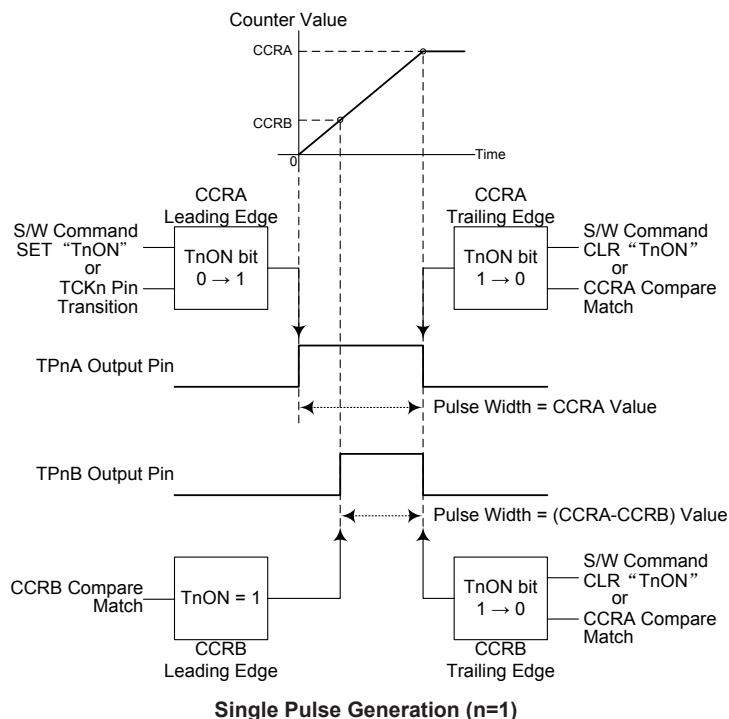 Counter Value
CCRA
CCRB
0
Time
CCRA
Leading Edge
S/W Command
SET “TnON”
or
TCKn Pin
Transition
TnON bit
0 → 1
CCRA
Trailing Edge
TnON bit
1 → 0
S/W Command
CLR “TnON”
or
CCRA Compare
Match
TPnA Output Pin
Pulse Width = CCRA Value
TPnB Output Pin
Pulse Width = (CCRA-CCRB) Value
CCRB Compare
Match
TnON = 1
CCRB
Leading Edge
TnON bit
1 → 0
CCRB
Trailing Edge
S/W Command
CLR “TnON”
or
CCRA Compare
Match
Single Pulse Generation (n=1)